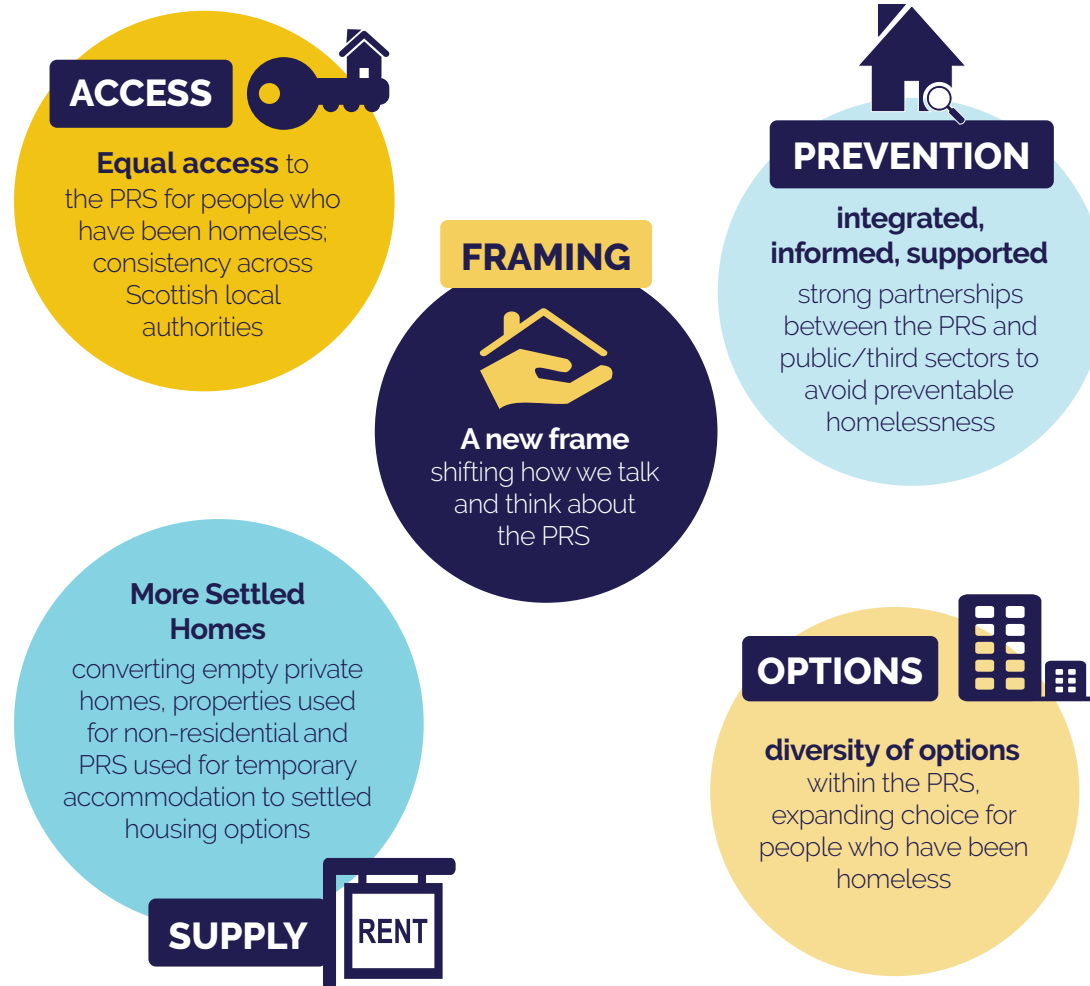 ACCESS
Equal access to
the PRS for people who
have been homeless;
consistency across
Scottish local
authorities
PREVENTION
integrated,
informed, supported
strong partnerships
between the PRS and
public/third sectors to
avoid preventable
homelessness
FRAMING
A new frame
shifting how we talk
and think about
the PRS
More Settled
Homes
converting empty private
homes, properties used
for non-residential and
PRS used for temporary
accommodation to settled
housing options
SUPPLY
RENT
OPTIONS
diversity of options
within the PRS,
expanding choice for
people who have been
homeless